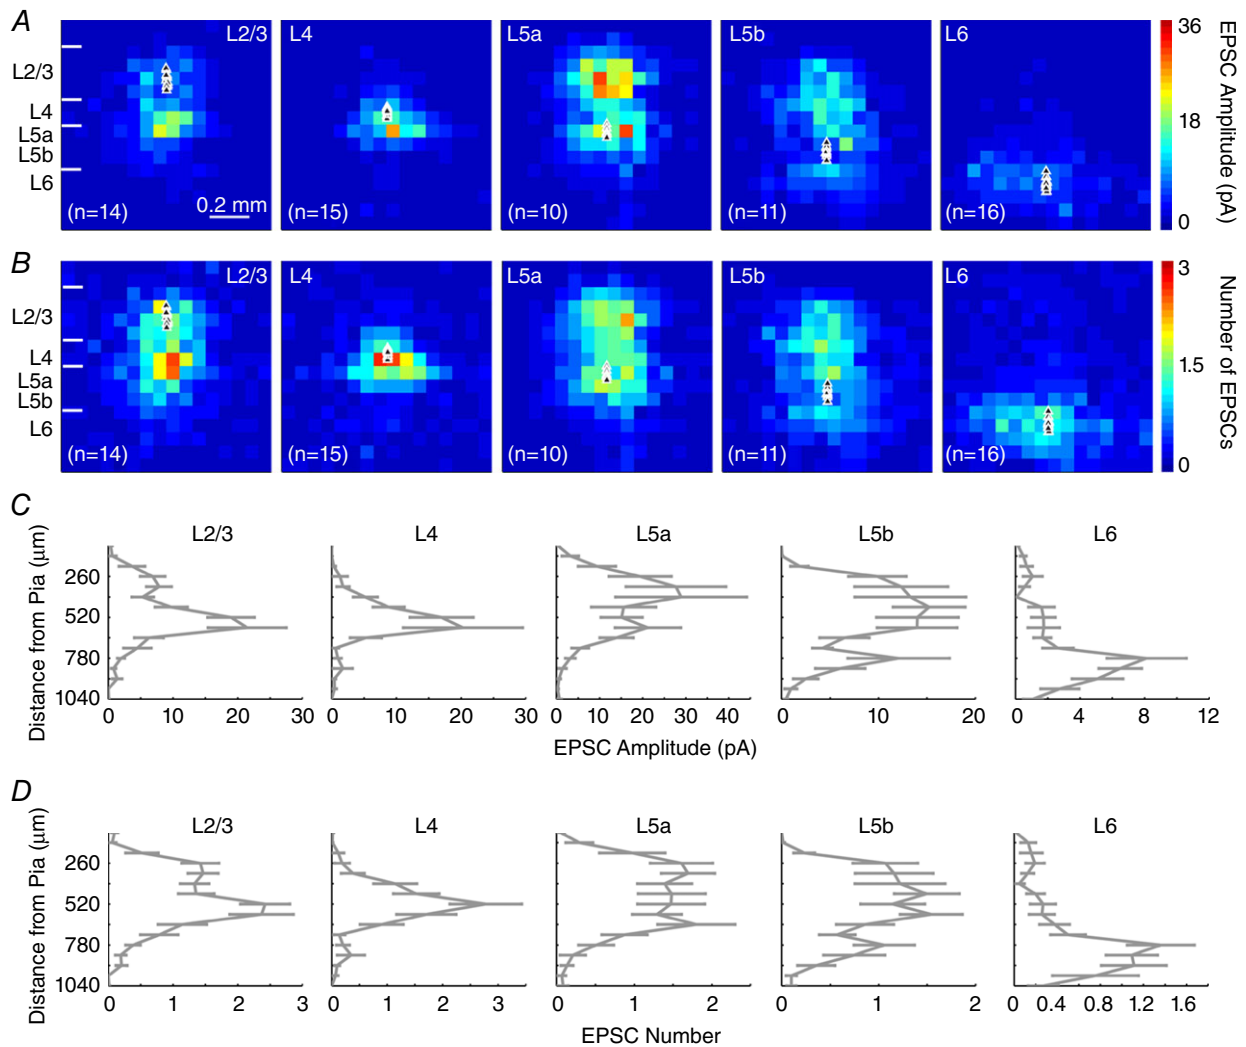 A
L2/3
L4
L5a
L5b
L6
36
18
0
EPSC Amplitude (pA)
L2/3
L4
L5a
L5b
L6
(n=14)
0.2 mm
(n=15)
(n=10)
(n=11)
(n=16)
B
L2/3
L4
L5a
L5b
L6
3
1.5
0
Number of EPSCs
L2/3
L4
L5a
L5b
L6
(n=14)
(n=15)
(n=10)
(n=11)
(n=16)
C
L2/3
L4
L5a
L5b
L6
Distance from Pia (µm)
260
520
780
1040
0 10 20 30
0 10 20 30
0 10 20 30 40
0 10 20
0 4 8 12
EPSC Amplitude (pA)
D
L2/3
L4
L5a
L5b
L6
Distance from Pia (µm)
260
520
780
1040
0 1 2 3
0 1 2 3
0 1 2
0 1 2
0 0.4 0.8 1.2 1.6
EPSC Number